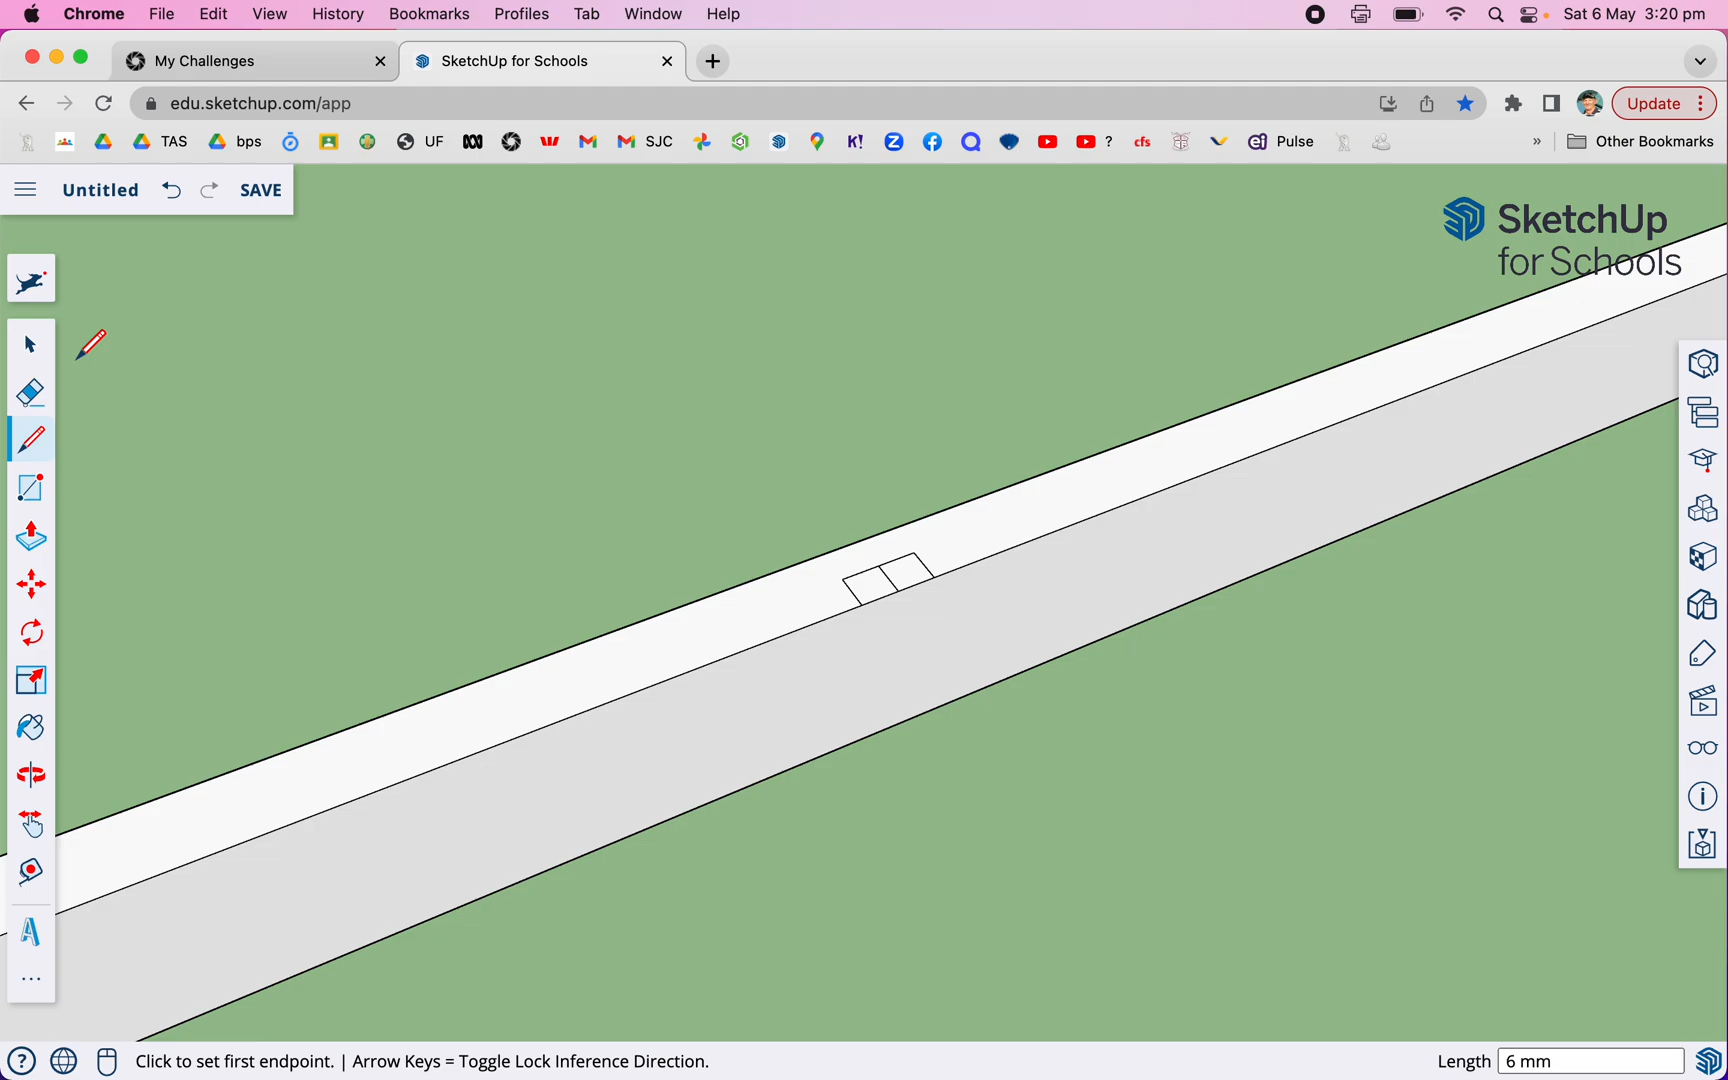 Chrome File Edit View History Bookmarks Profiles Tab Window Help Sat 6 May 3:20 pm
My Challenges SketchUp for Schools
edu.sketchup.com/app Update
TAS bps UF SJC K! ? cfs ei Pulse » Other Bookmarks
Untitled SAVE
SketchUp
for Schools
A
Click to set first endpoint. | Arrow Keys = Toggle Lock Inference Direction. Length 6 mm